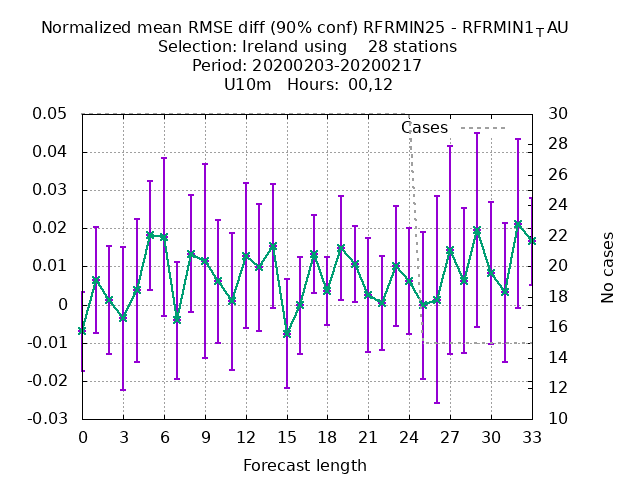 Normalized mean RMSE diff (90% conf) RFRMIN25 - RFRMIN1_TAU
Selection: Ireland using 28 stations
Period: 20200203-20200217
U10m Hours: 00,12
Cases
0.05 30
28
0.04 26
0.03 24
0.02 22
0.01 20
0 18
-0.01 16
14
-0.02 12
-0.03 10
No cases
0 3 6 9 12 15 18 21 24 27 30 33
Forecast length